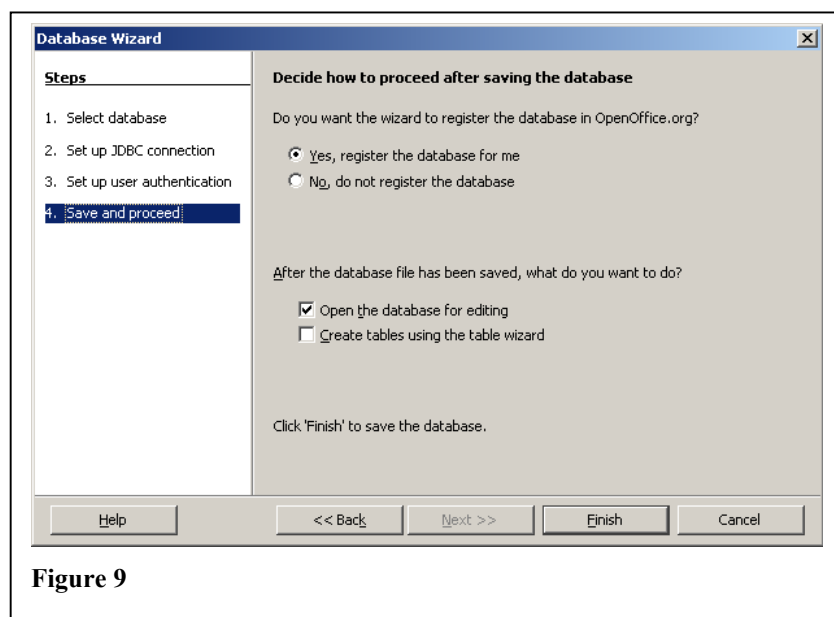 Database Wizard
Steps
1. Select database
2. Set up JDBC connection
3. Set up user authentication
4. Save and proceed
Decide how to proceed after saving the database
Do you want the wizard to register the database in OpenOffice.org?
Yes, register the database for me
No, do not register the database
After the database file has been saved, what do you want to do?
Open the database for editing
Create tables using the table wizard
Click 'Finish' to save the database.
Help
<< Back
Next >>
Finish
Cancel
Figure 9